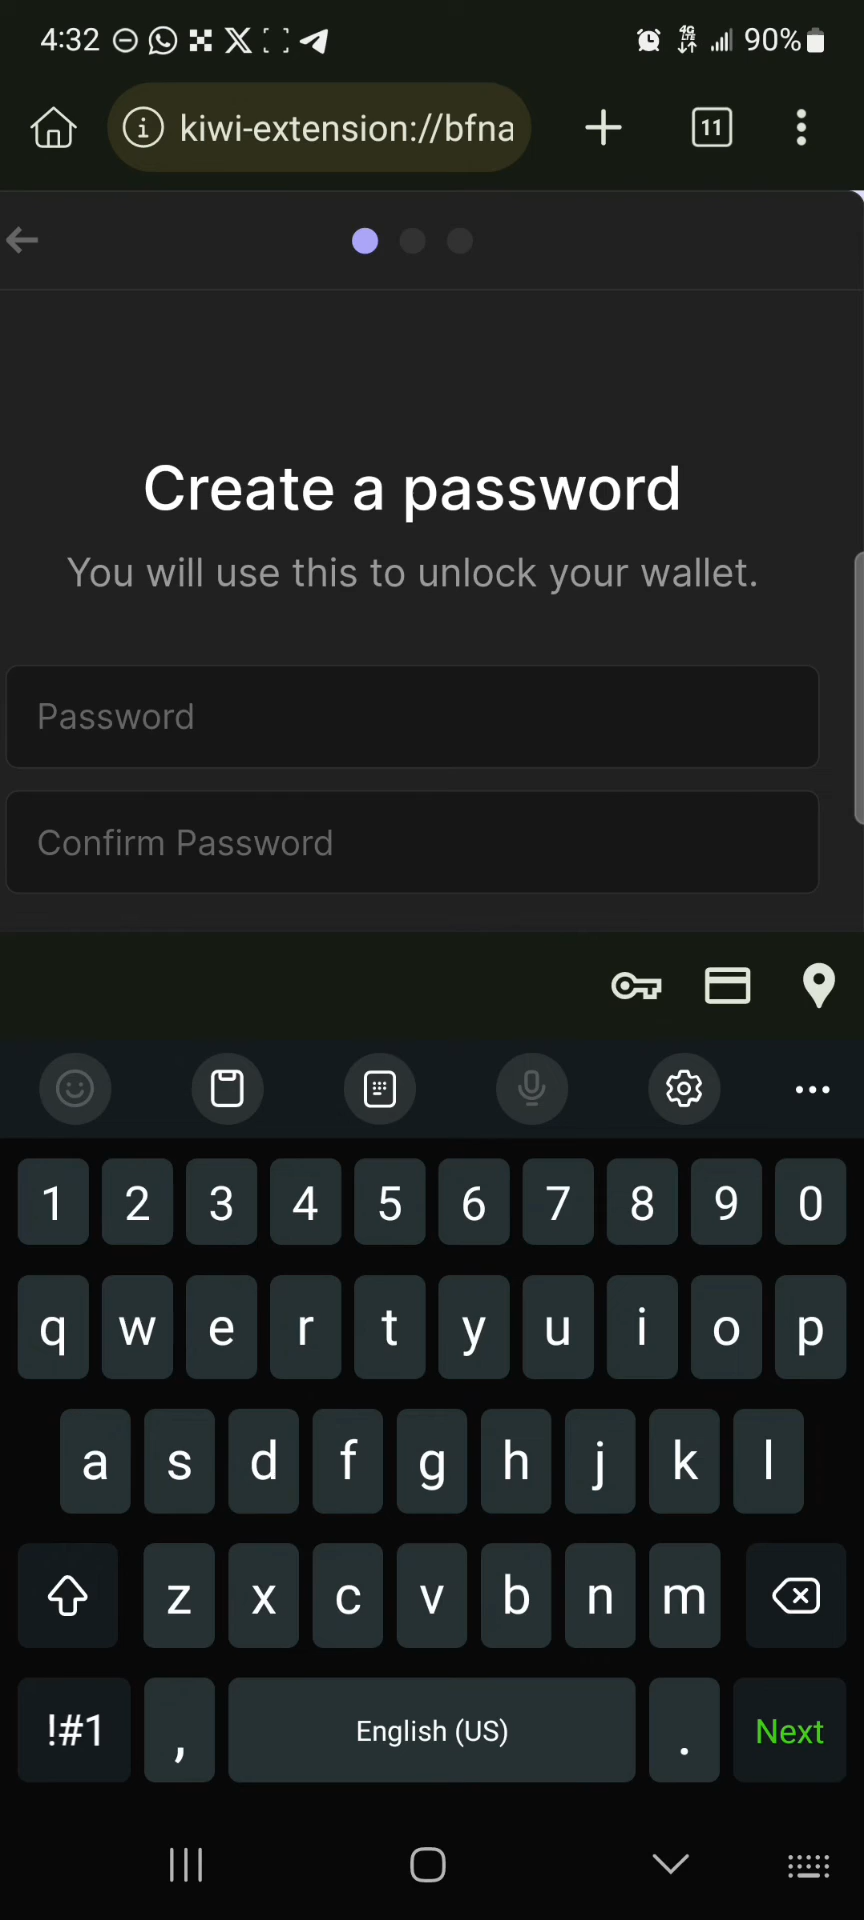 4:32 90%
kiwi-extension://bfna 11
Create a password
You will use this to unlock your wallet.
Password
Confirm Password
1 2 3 4 5 6 7 8 9 0
q w e r t y u i o p
a s d f g h j k l
z x c v b n m
!#1 , English (US) . Next